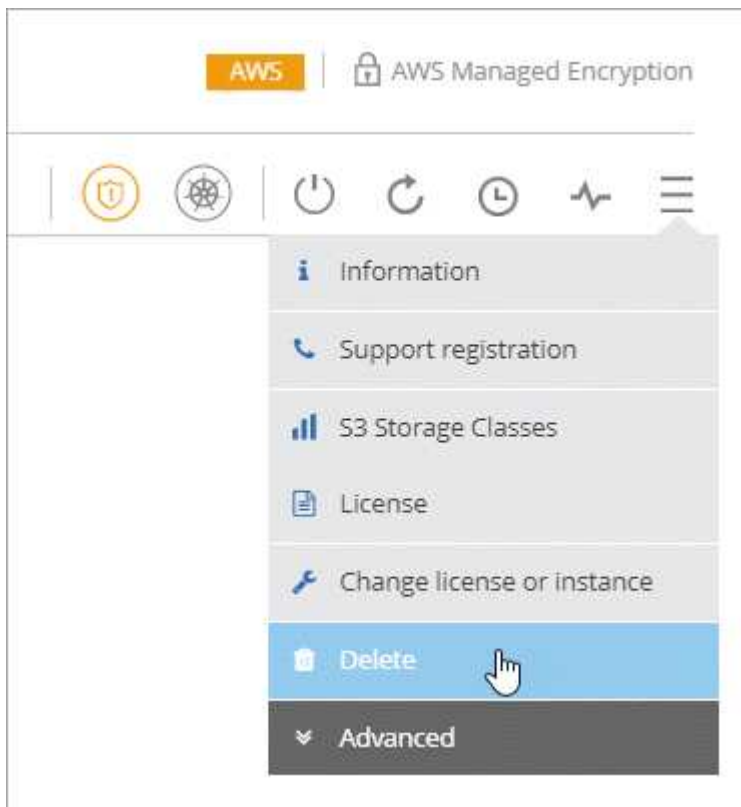 AWS
AWS Managed Encryption
Information
Support registration
S3 Storage Classes
License
Change license or instance
Delete
Advanced